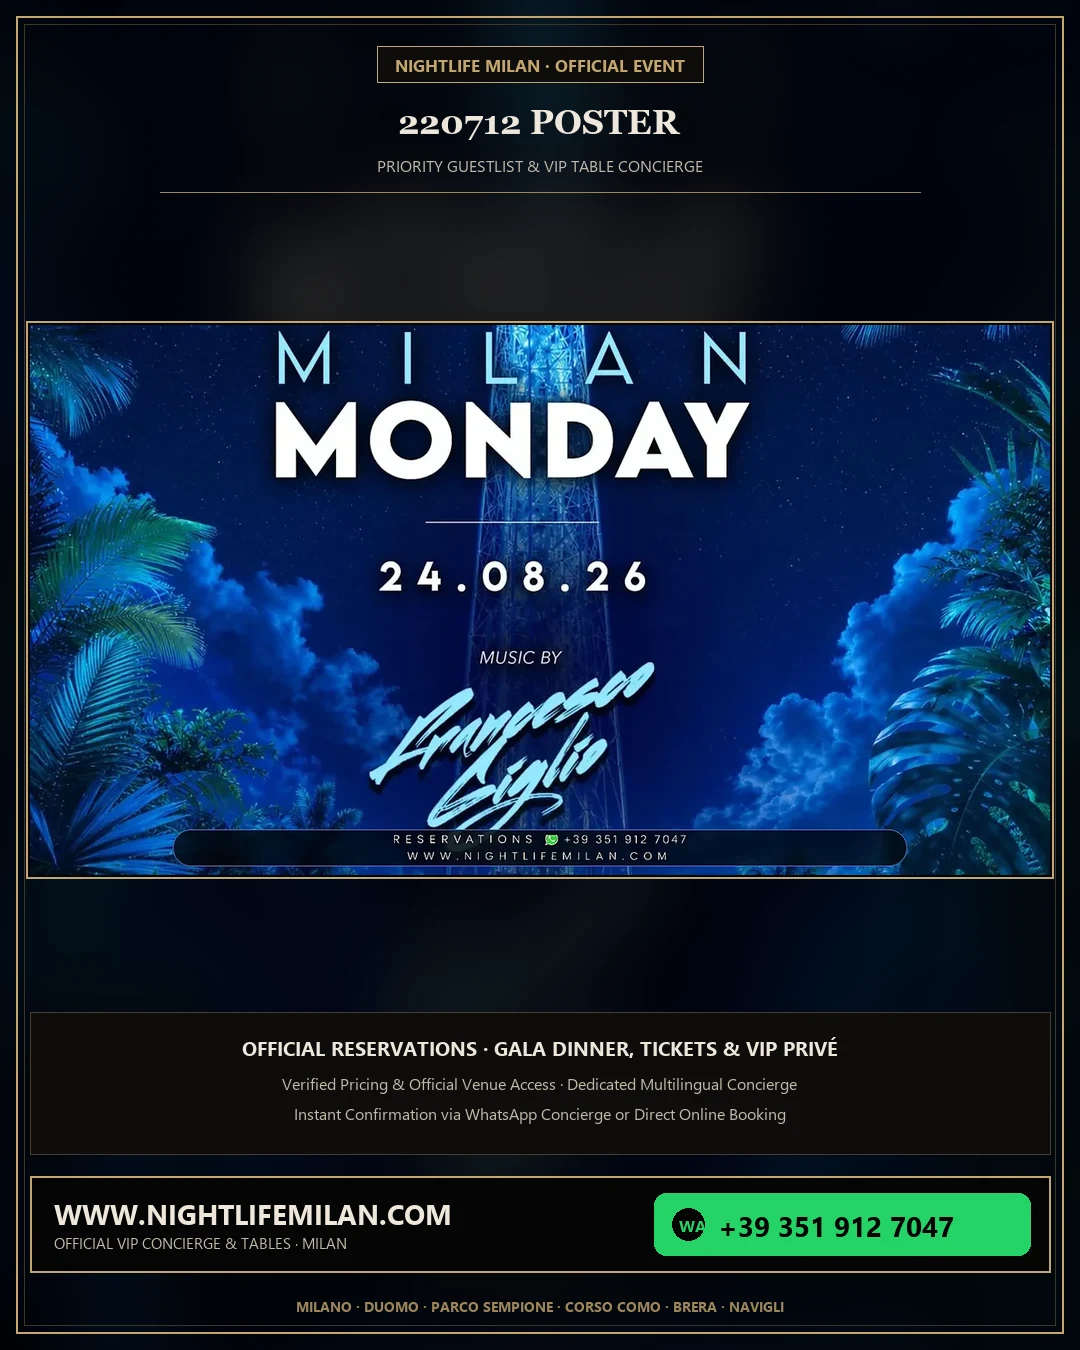 NIGHTLIFE MILAN · OFFICIAL EVENT
220712 POSTER
PRIORITY GUESTLIST & VIP TABLE CONCIERGE
MILAN
MONDAY
24.08.26
MUSIC BY
Francesco
Giglio
RESERVATIONS +39 351 912 7047
WWW.NIGHTLIFEMILAN.COM
OFFICIAL RESERVATIONS · GALA DINNER, TICKETS & VIP PRIVÉ
Verified Pricing & Official Venue Access · Dedicated Multilingual Concierge
Instant Confirmation via WhatsApp Concierge or Direct Online Booking
WWW.NIGHTLIFEMILAN.COM
OFFICIAL VIP CONCIERGE & TABLES · MILAN
WA +39 351 912 7047
MILANO · DUOMO · PARCO SEMPIONE · CORSO COMO · BRERA · NAVIGLI